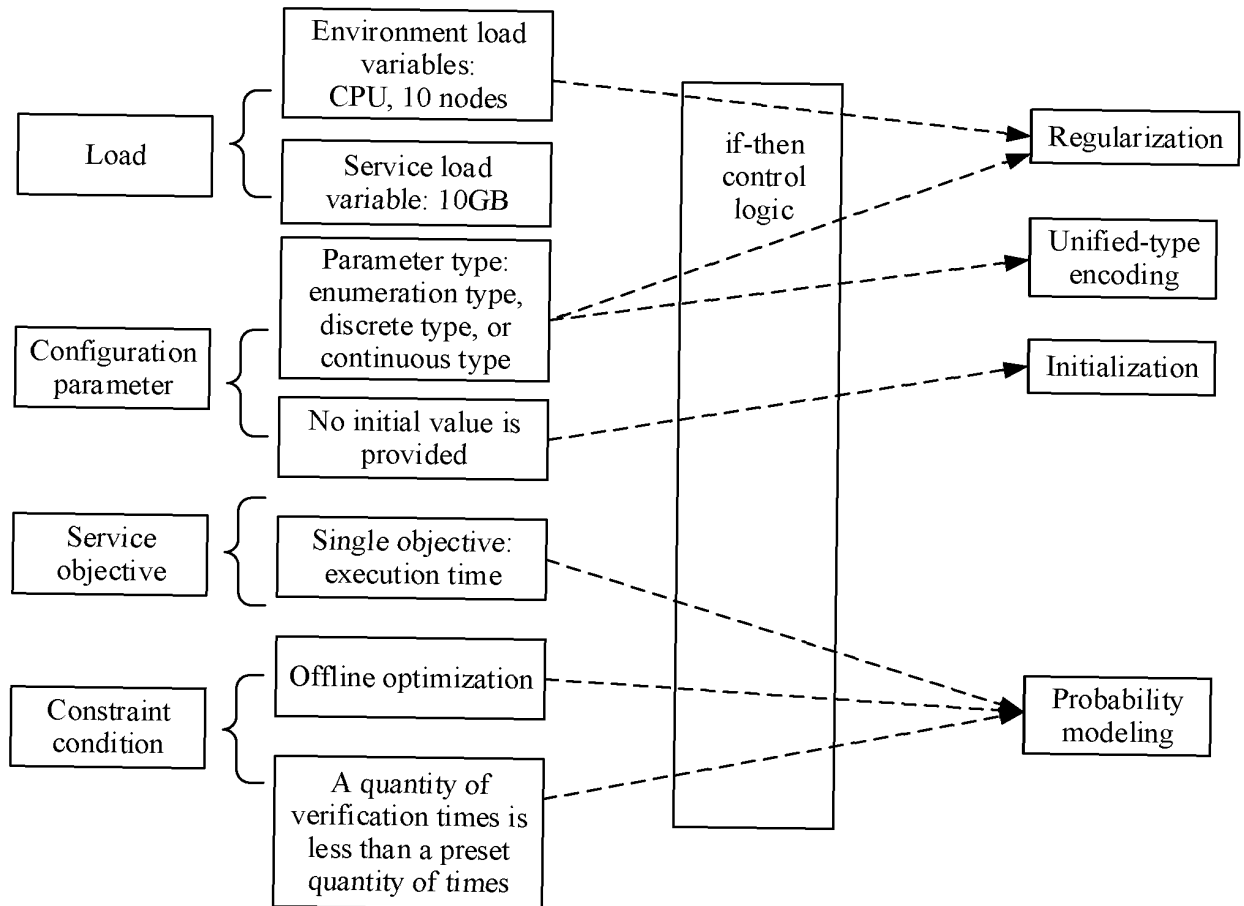 Load
Environment load
variables:
CPU, 10 nodes
Service load
variable: 10GB
Configuration
parameter
Parameter type:
enumeration type,
discrete type, or
continuous type
No initial value is
provided
Service
objective
Single objective:
execution time
Constraint
condition
Offline optimization
A quantity of
verification times is
less than a preset
quantity of times
if-then
control
logic
Regularization
Unified-type
encoding
Initialization
Probability
modeling